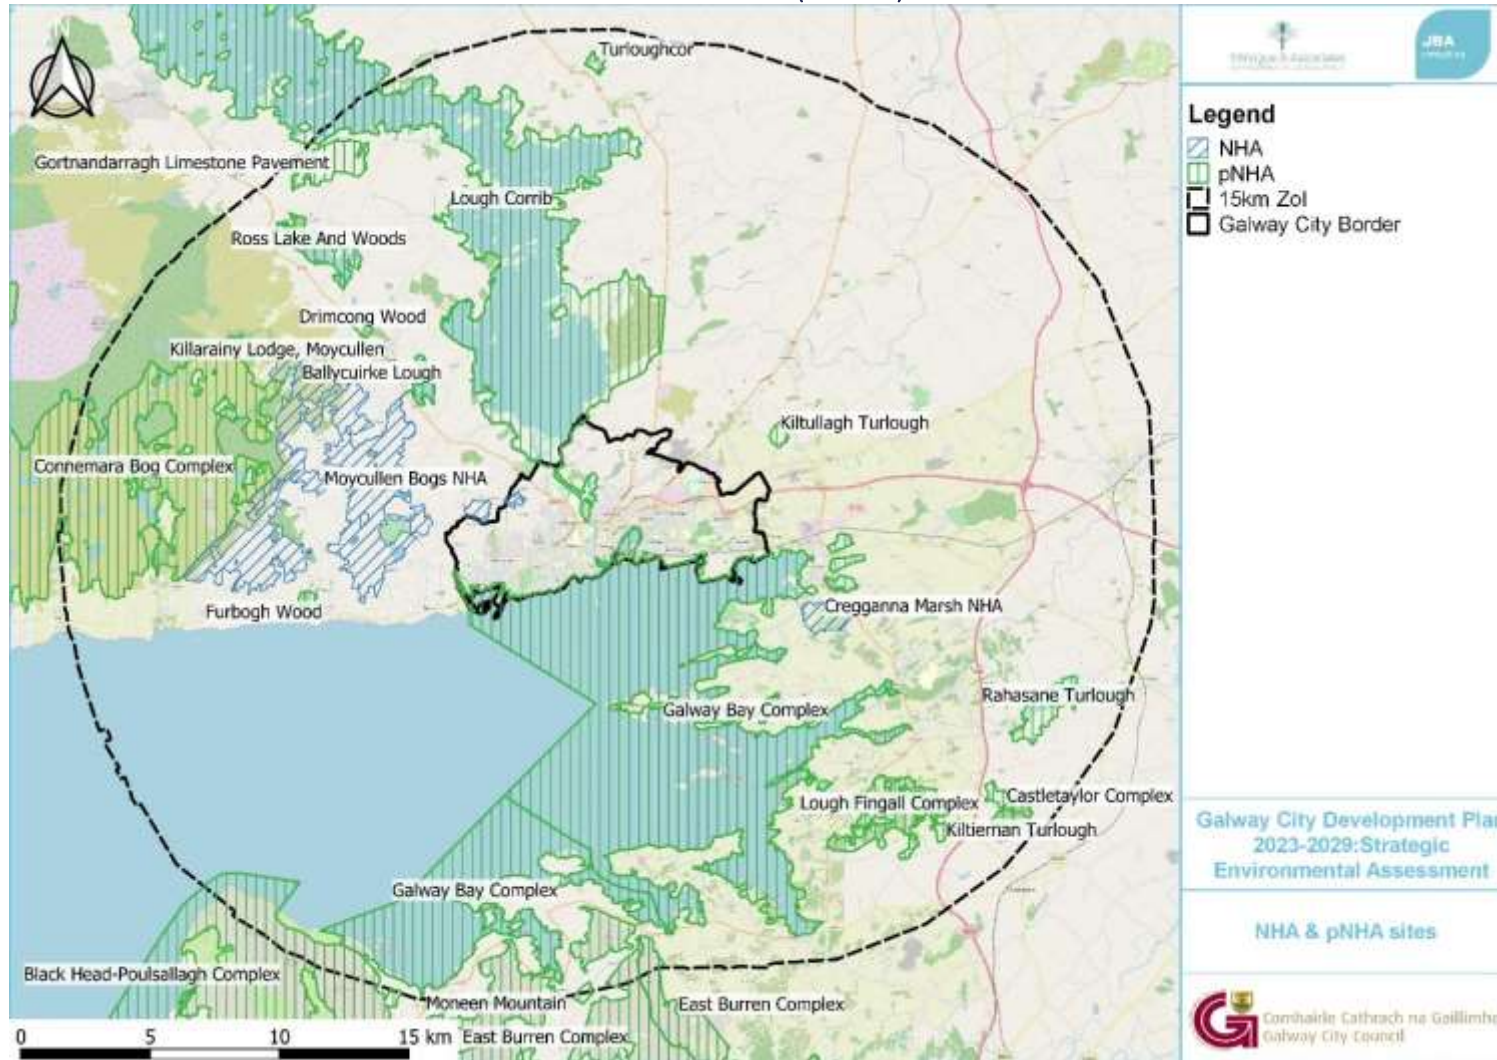 Turloughcor
Gortnandarragh Limestone Pavement
Lough Corrib
Ross Lake And Woods
Drimcong Wood
Killarainy Lodge, Moycullen
Ballycuirke Lough
Kiltullagh Turlough
Connemara Bog Complex
Moycullen Bogs NHA
Furbogh Wood
Cregganna Marsh NHA
Rahasane Turlough
Galway Bay Complex
Lough Fingall Complex
Castletaylor Complex
Kiltiernan Turlough
Galway Bay Complex
Black Head-Poulsallagh Complex
Moneen Mountain
East Burren Complex
East Burren Complex
0 5 10 15 km
JBA
Legend
NHA
pNHA
15km ZoI
Galway City Border
Galway City Development Plan
2023-2029:Strategic
Environmental Assessment
NHA & pNHA sites
Comhairle Cathrach na Gaillimhe
Galway City Council